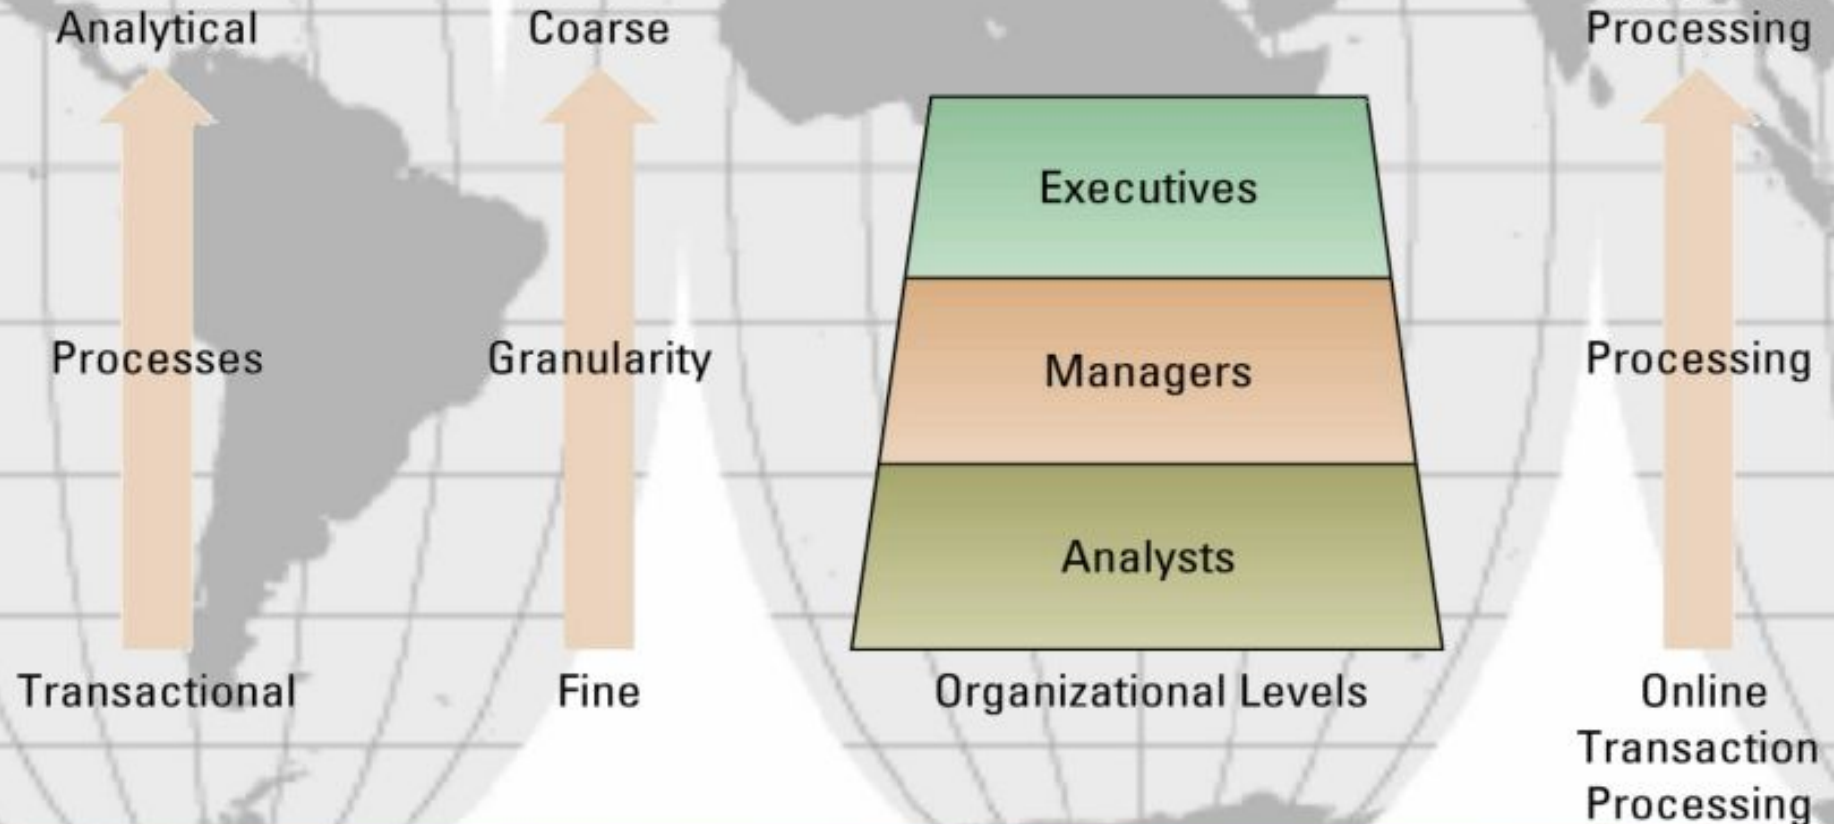 Analytical
Coarse
Processing
Executives
Processes
Granularity
Managers
Processing
Analysts
Transactional
Fine
Organizational Levels
Online
Transaction
Processing